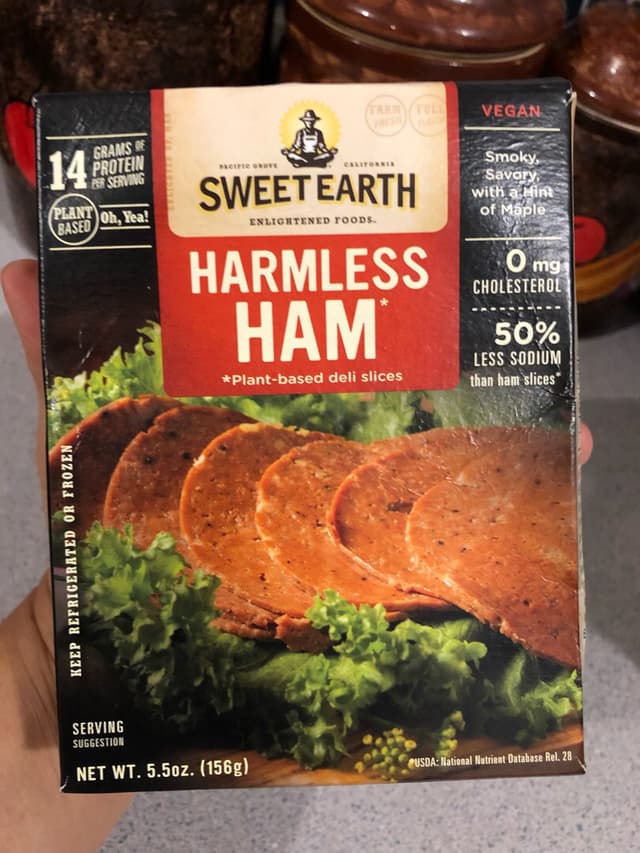 14 GRAMS OF
PROTEIN
PER SERVING
PLANT
BASED
Oh, Yea!
PACIFIC GROVE CALIFORNIA
SWEET EARTH
ENLIGHTENED FOODS™
HARMLESS
HAM*
*Plant-based deli slices
VEGAN
Smoky,
Savory,
with a Hint
of Maple
0 mg
CHOLESTEROL
50%
LESS SODIUM
than ham slices*
KEEP REFRIGERATED OR FROZEN
SERVING
SUGGESTION
NET WT. 5.5oz. (156g)
*USDA: National Nutrient Database Rel. 28